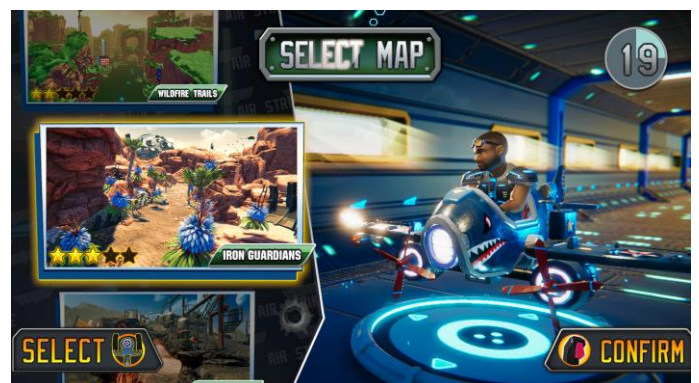 SELECT MAP
19
WILDFIRE TRAILS
IRON GUARDIANS
SELECT
CONFIRM